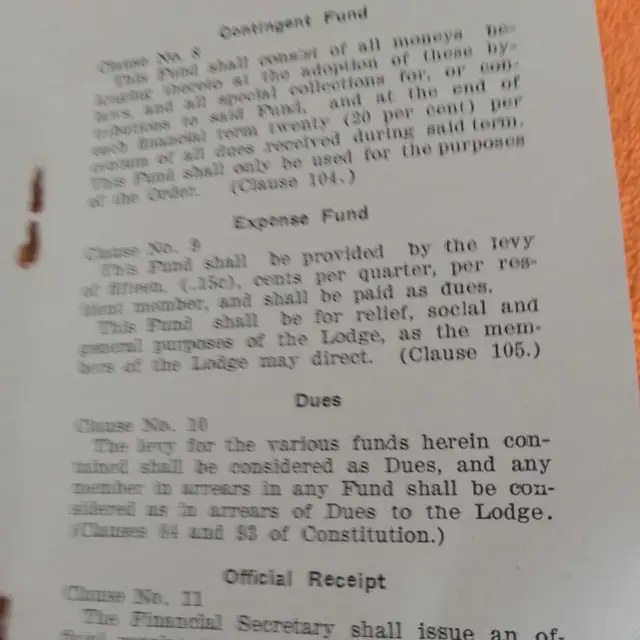 Contingent Fund
Clause No. 8
This Fund shall consist of all moneys be-
longing thereto at the adoption of these by-
laws, and all special collections for, or con-
tributions to said Fund, and at the end of
each financial term twenty (20 per cent) per
centum of all dues received during said term.
This Fund shall only be used for the purposes
of the Order. (Clause 104.)
Expense Fund
Clause No. 9
This Fund shall be provided by the levy
of fifteen, (.15c), cents per quarter, per res-
ident member, and shall be paid as dues.
This Fund shall be for relief, social and
general purposes of the Lodge, as the mem-
bers of the Lodge may direct. (Clause 105.)
Dues
Clause No. 10
The levy for the various funds herein con-
tained shall be considered as Dues, and any
member in arrears in any Fund shall be con-
sidered as in arrears of Dues to the Lodge.
(Clauses and of Constitution.)
Official Receipt
Clause No. 11
The Financial Secretary shall issue an of-